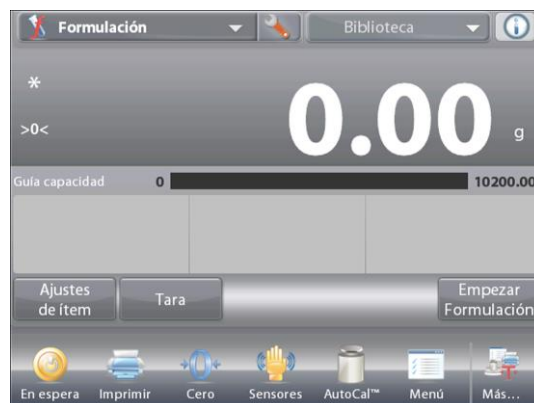 Formulación
Biblioteca
*
>0<
0.00 g
Guía capacidad 0 10200.00
Ajustes de ítem
Tara
Empezar Formulación
En espera Imprimir Cero Sensores AutoCal™ Menú Más...